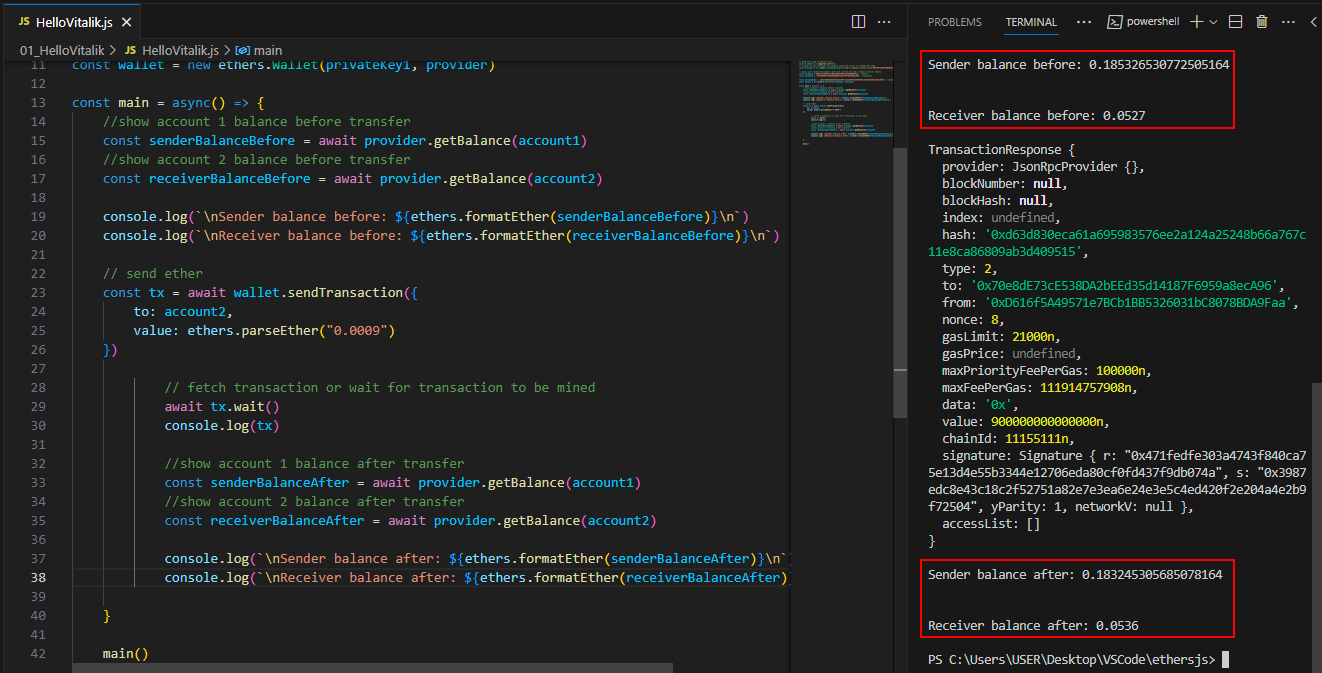 JS HelloVitalik.js
01_HelloVitalik > JS HelloVitalik.js > main
11 const wallet = new ethers.Wallet(privateKey1, provider)
12
13 const main = async() => {
14 //show account 1 balance before transfer
15 const senderBalanceBefore = await provider.getBalance(account1)
16 //show account 2 balance before transfer
17 const receiverBalanceBefore = await provider.getBalance(account2)
18
19 console.log(`\nSender balance before: ${ethers.formatEther(senderBalanceBefore)}\n`)
20 console.log(`\nReceiver balance before: ${ethers.formatEther(receiverBalanceBefore)}\n`)
21
22 // send ether
23 const tx = await wallet.sendTransaction({
24 to: account2,
25 value: ethers.parseEther("0.0009")
26 })
27
28 // fetch transaction or wait for transaction to be mined
29 await tx.wait()
30 console.log(tx)
31
32 //show account 1 balance after transfer
33 const senderBalanceAfter = await provider.getBalance(account1)
34 //show account 2 balance after transfer
35 const receiverBalanceAfter = await provider.getBalance(account2)
36
37 console.log(`\nSender balance after: ${ethers.formatEther(senderBalanceAfter)}\n`
38 console.log(`\nReceiver balance after: ${ethers.formatEther(receiverBalanceAfter)
39
40 }
41
42 main()
PROBLEMS TERMINAL ... powershell
Sender balance before: 0.185326530772505164
Receiver balance before: 0.0527
TransactionResponse {
provider: JsonRpcProvider {},
blockNumber: null,
blockHash: null,
index: undefined,
hash: '0xd63d830eca61a695983576ee2a124a25248b66a767c
11e8ca86809ab3d409515',
type: 2,
to: '0x70e8dE73cE538DA2bEEd35d14187F6959a8ecA96',
from: '0xD616f5A49571e7BCb1BB5326031bC8078BDA9Faa',
nonce: 8,
gasLimit: 21000n,
gasPrice: undefined,
maxPriorityFeePerGas: 100000n,
maxFeePerGas: 111914757908n,
data: '0x',
value: 900000000000000n,
chainId: 11155111n,
signature: Signature { r: "0x471fedfe303a4743f840ca7
5e13d4e55b3344e12706eda80cf0fd437f9db074a", s: "0x3987
edc8e43c18c2f52751a82e7e3ea6e24e3e5c4ed420f2e204a4e2b9
f72504", yParity: 1, networkV: null },
accessList: []
}
Sender balance after: 0.183245305685078164
Receiver balance after: 0.0536
PS C:\Users\USER\Desktop\VSCode\ethersjs>